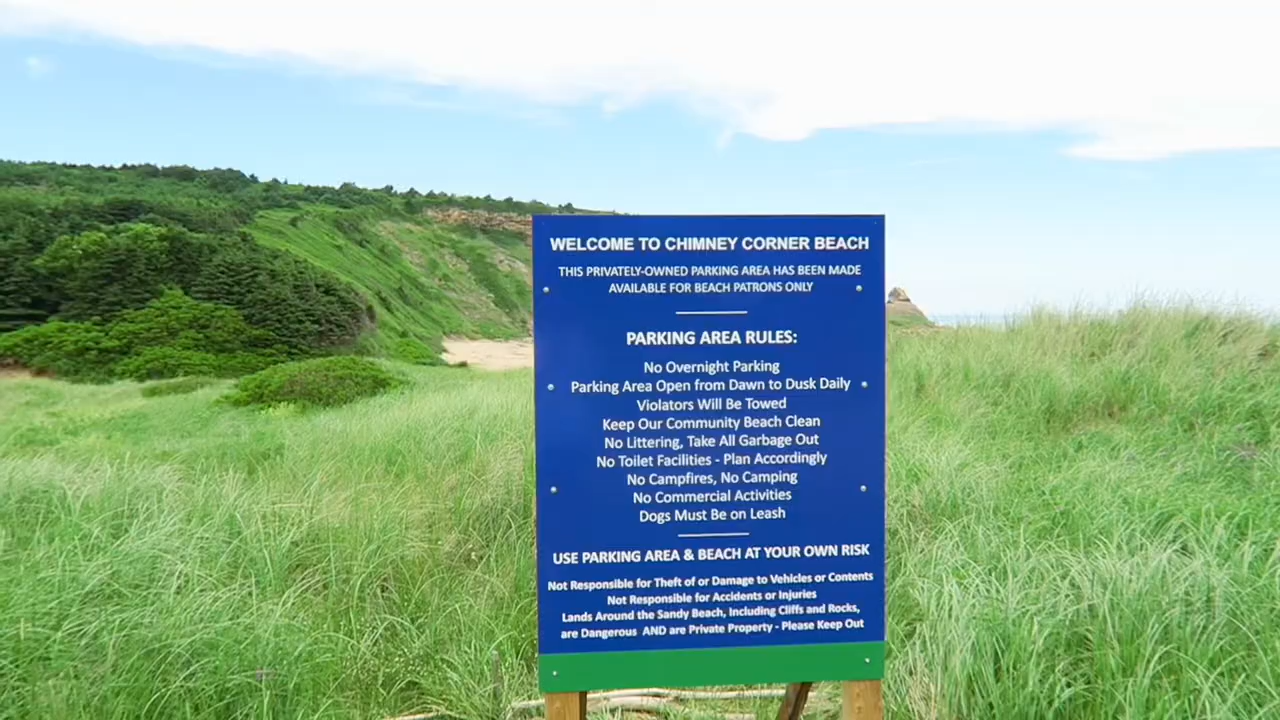 WELCOME TO CHIMNEY CORNER BEACH
THIS PRIVATELY-OWNED PARKING AREA HAS BEEN MADE
AVAILABLE FOR BEACH PATRONS ONLY
PARKING AREA RULES:
No Overnight Parking
Parking Area Open from Dawn to Dusk Daily
Violators Will Be Towed
Keep Our Community Beach Clean
No Littering, Take All Garbage Out
No Toilet Facilities - Plan Accordingly
No Campfires, No Camping
No Commercial Activities
Dogs Must Be on Leash
USE PARKING AREA & BEACH AT YOUR OWN RISK
Not Responsible for Theft of or Damage to Vehicles or Contents
Not Responsible for Accidents or Injuries
Lands Around the Sandy Beach, Including Cliffs and Rocks,
are Dangerous AND are Private Property - Please Keep Out